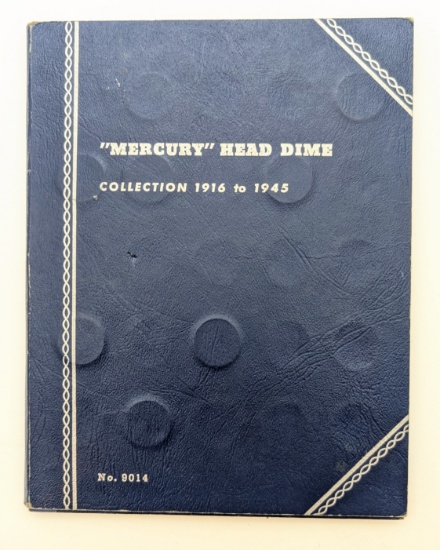 "MERCURY" HEAD DIME
COLLECTION 1916 to 1945
No. 9014